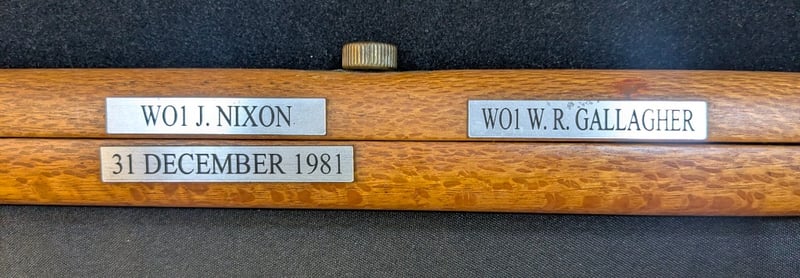 WO1 J. NIXON
WO1 W. R. GALLAGHER
31 DECEMBER 1981